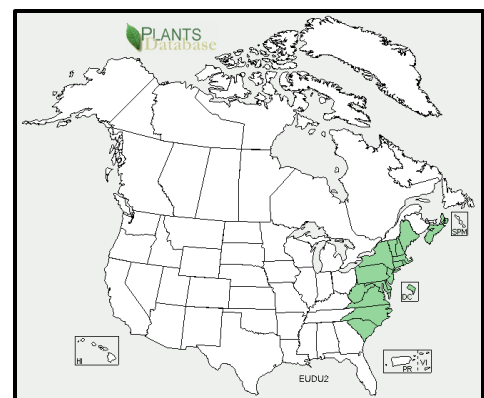 PLANTS
Database
SPM
DC
HI
PR
VI
EUDU2